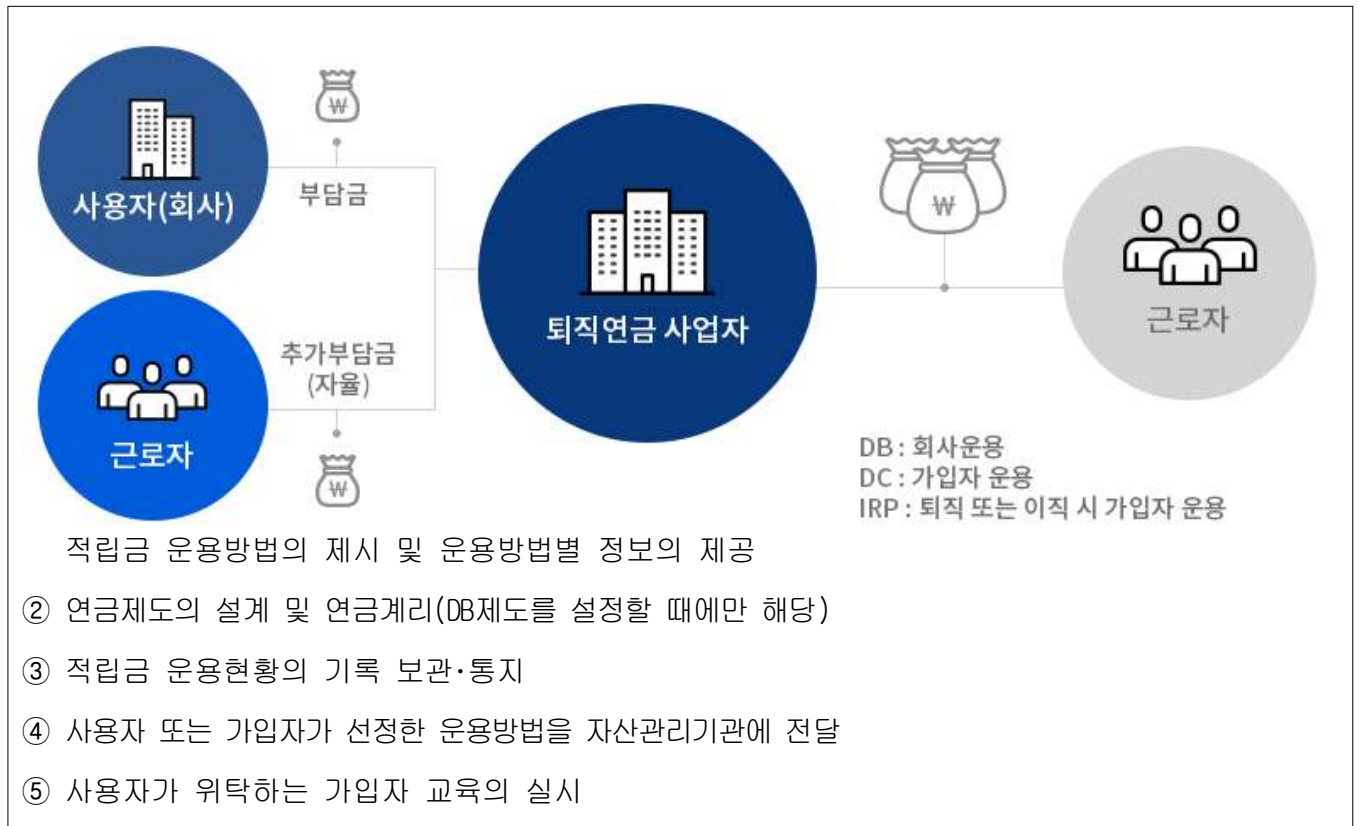 ₩
사용자(회사)
부담금
추가부담금
(자율)
근로자
₩
퇴직연금 사업자
₩
근로자
DB : 회사운용
DC : 가입자 운용
IRP : 퇴직 또는 이직 시 가입자 운용
적립금 운용방법의 제시 및 운용방법별 정보의 제공
② 연금제도의 설계 및 연금계리(DB제도를 설정할 때에만 해당)
③ 적립금 운용현황의 기록 보관·통지
④ 사용자 또는 가입자가 선정한 운용방법을 자산관리기관에 전달
⑤ 사용자가 위탁하는 가입자 교육의 실시